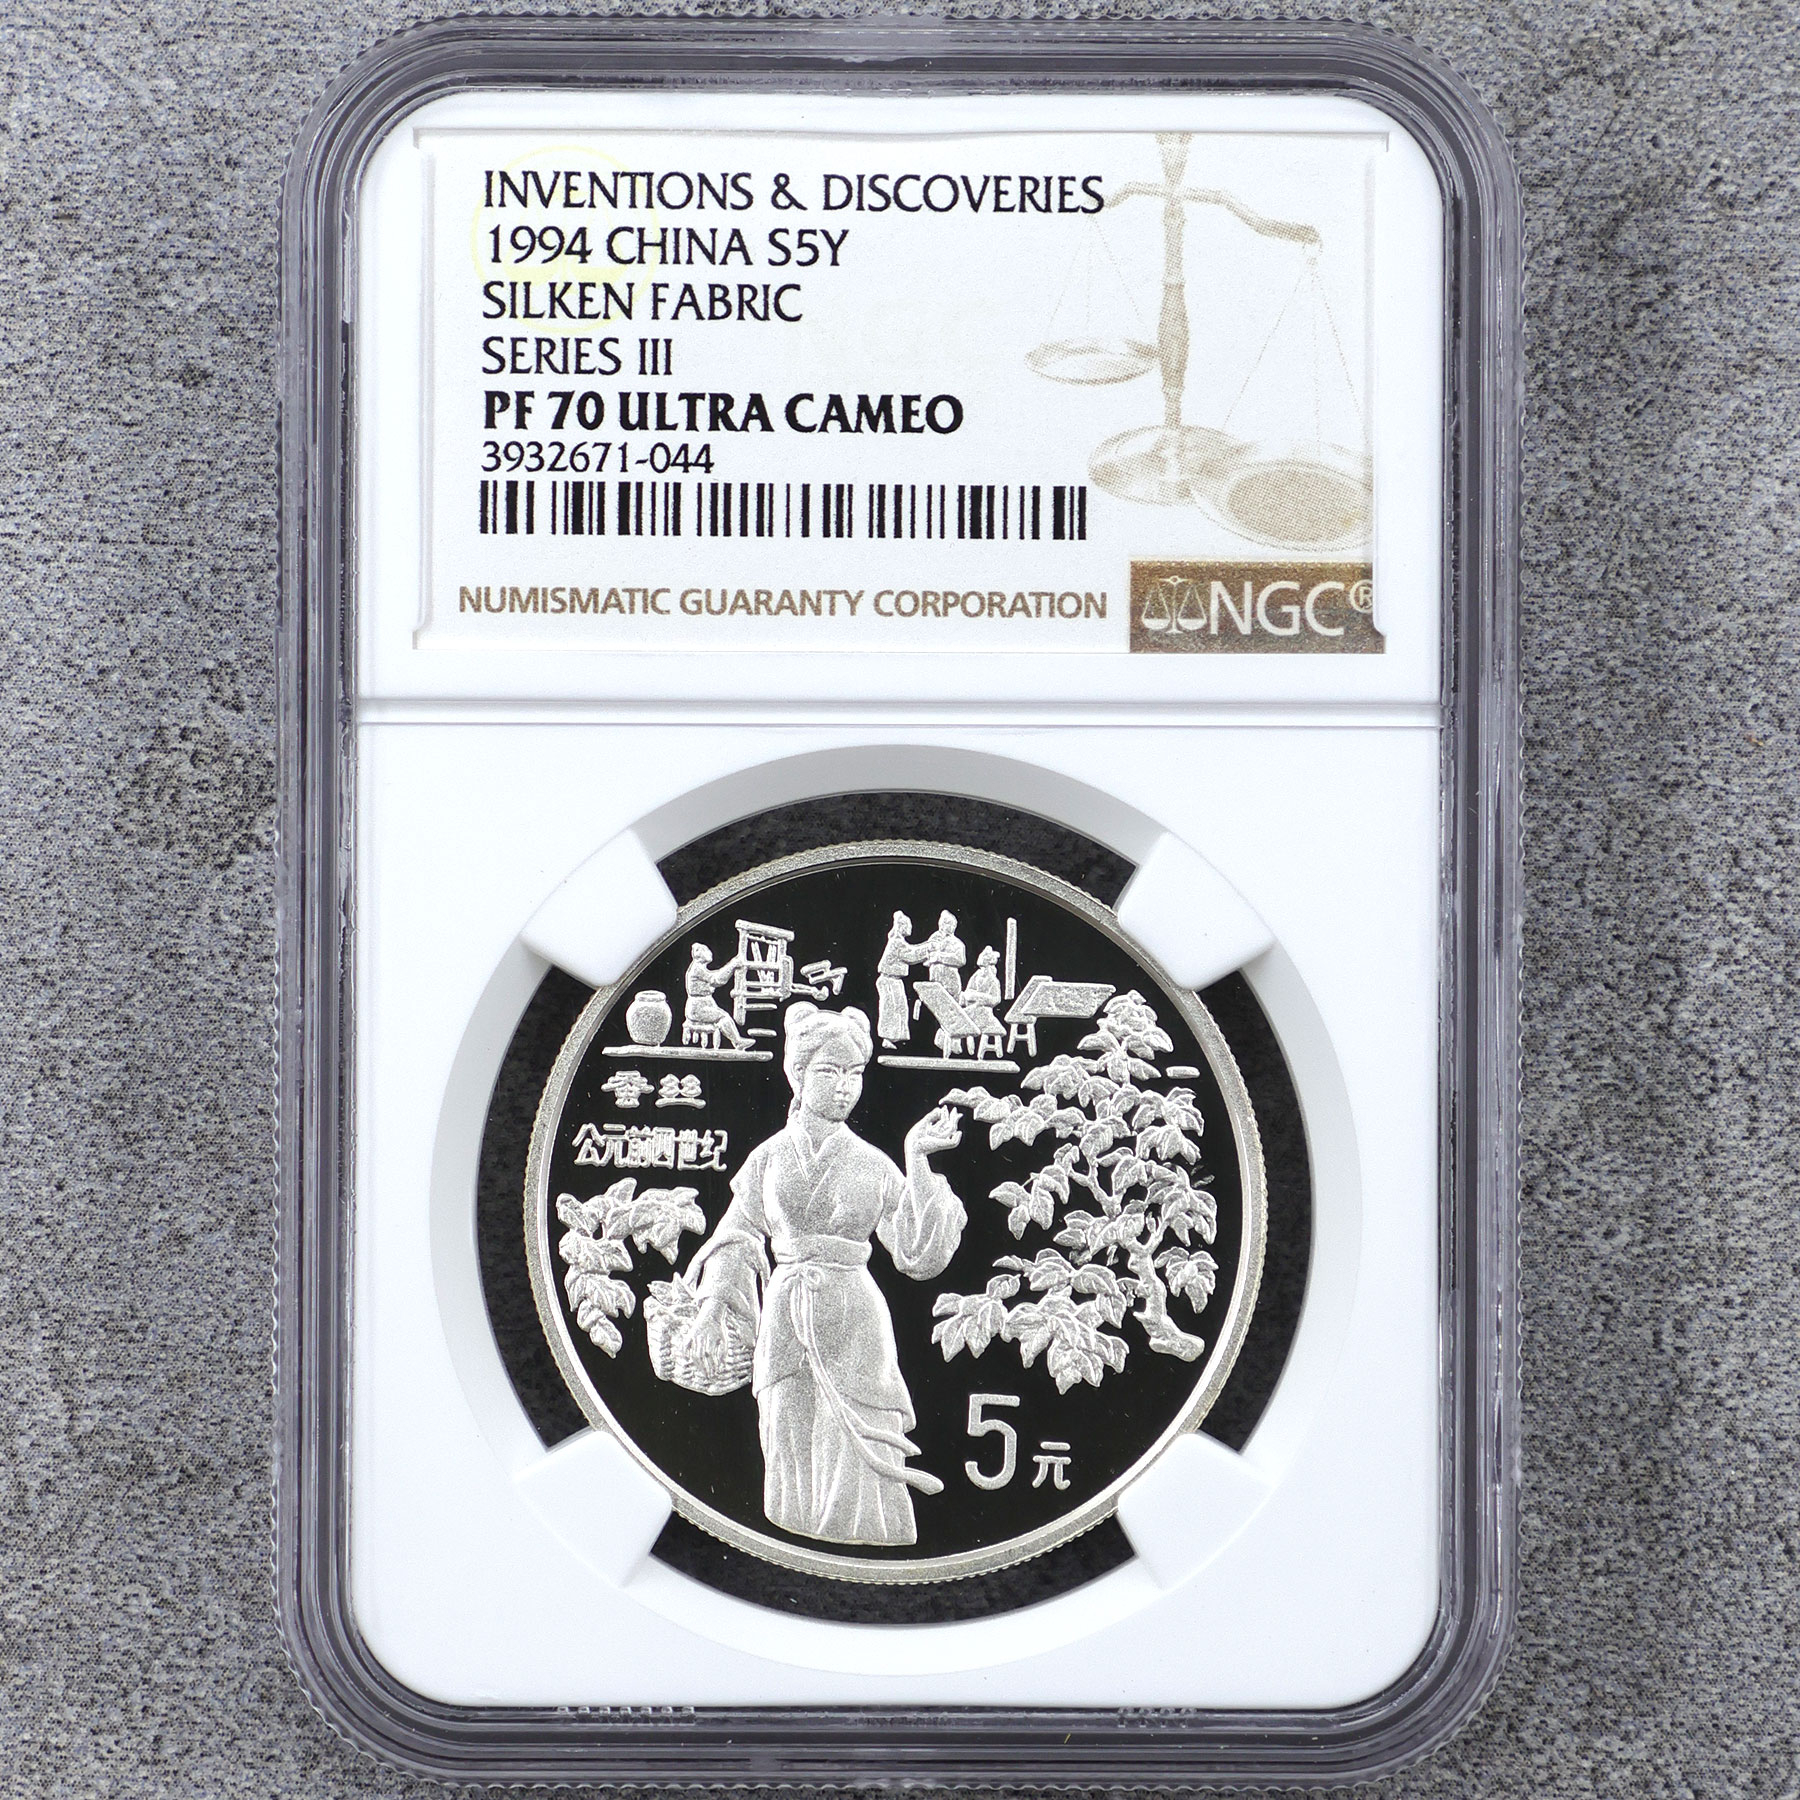 INVENTIONS & DISCOVERIES
1994 CHINA S5Y
SILKEN FABRIC
SERIES III
PF 70 ULTRA CAMEO
3932671-044
NUMISMATIC GUARANTY CORPORATION
NGC®
蚕丝
公元前四世纪
5元